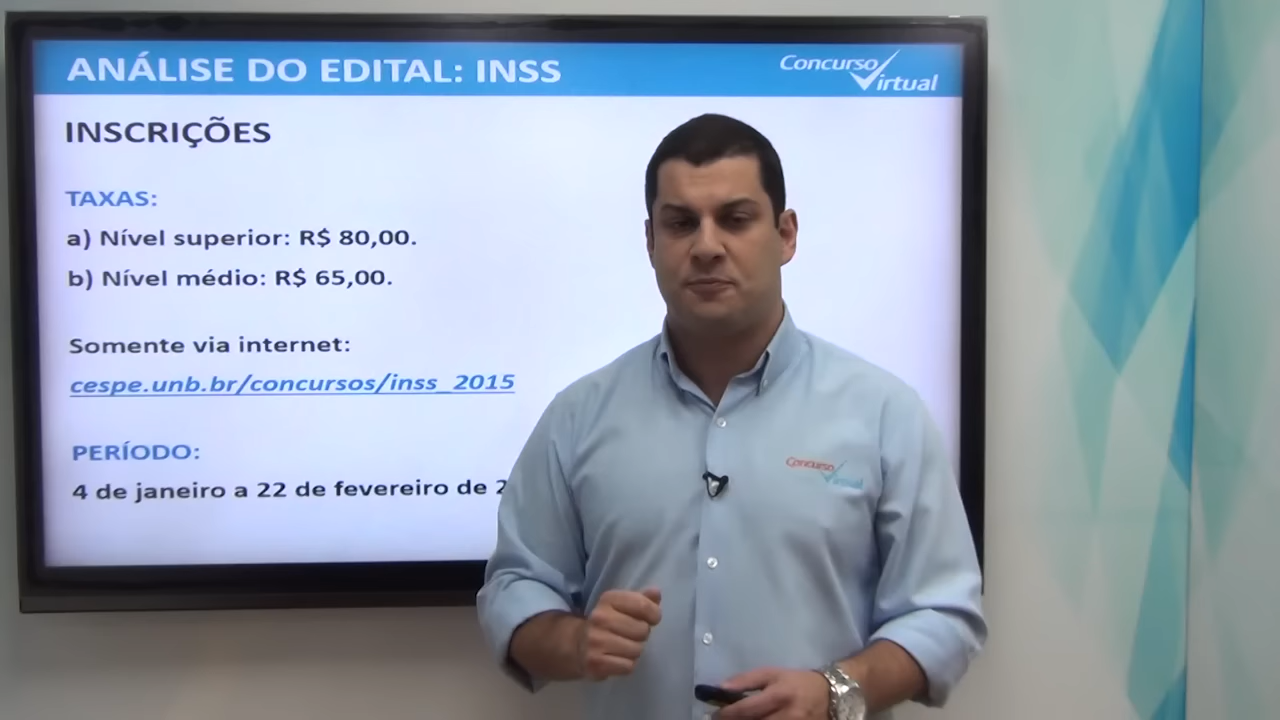 ANÁLISE DO EDITAL: INSS
Concurso Virtual
INSCRIÇÕES
TAXAS:
a) Nível superior: R$ 80,00.
b) Nível médio: R$ 65,00.
Somente via internet:
cespe.unb.br/concursos/inss_2015
PERÍODO:
4 de janeiro a 22 de fevereiro de 2
Concurso
Virtual